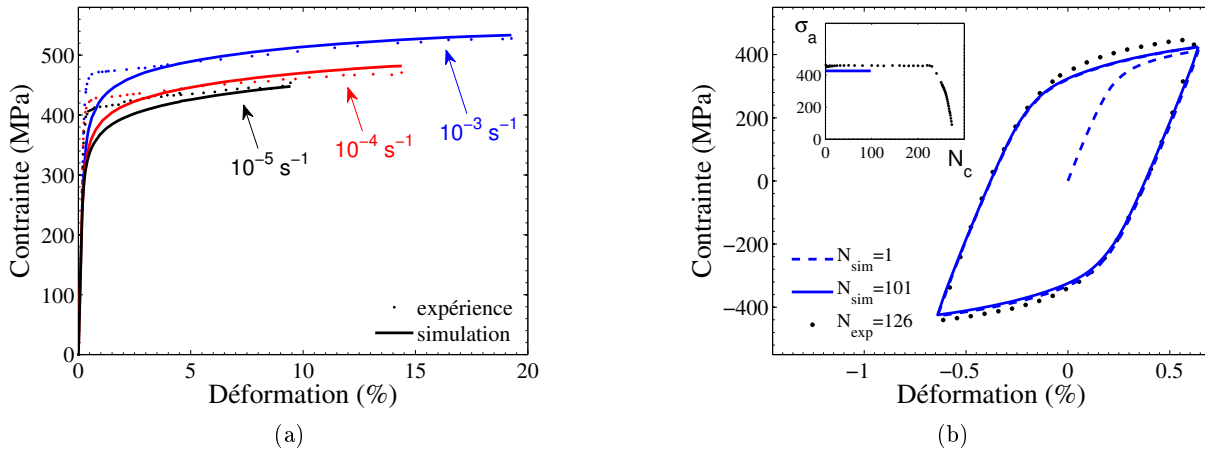 500
400
300
200
100
0
0
5
10
15
20
Contrainte (MPa)
Déformation (%)
10⁻³ s⁻¹
10⁻⁴ s⁻¹
10⁻⁵ s⁻¹
expérience
simulation
(a)
400
200
0
−200
−400
−1
−0.5
0
0.5
Contrainte (MPa)
Déformation (%)
σa
400
200
0
0
100
200
Nc
Nsim=1
Nsim=101
Nexp=126
(b)